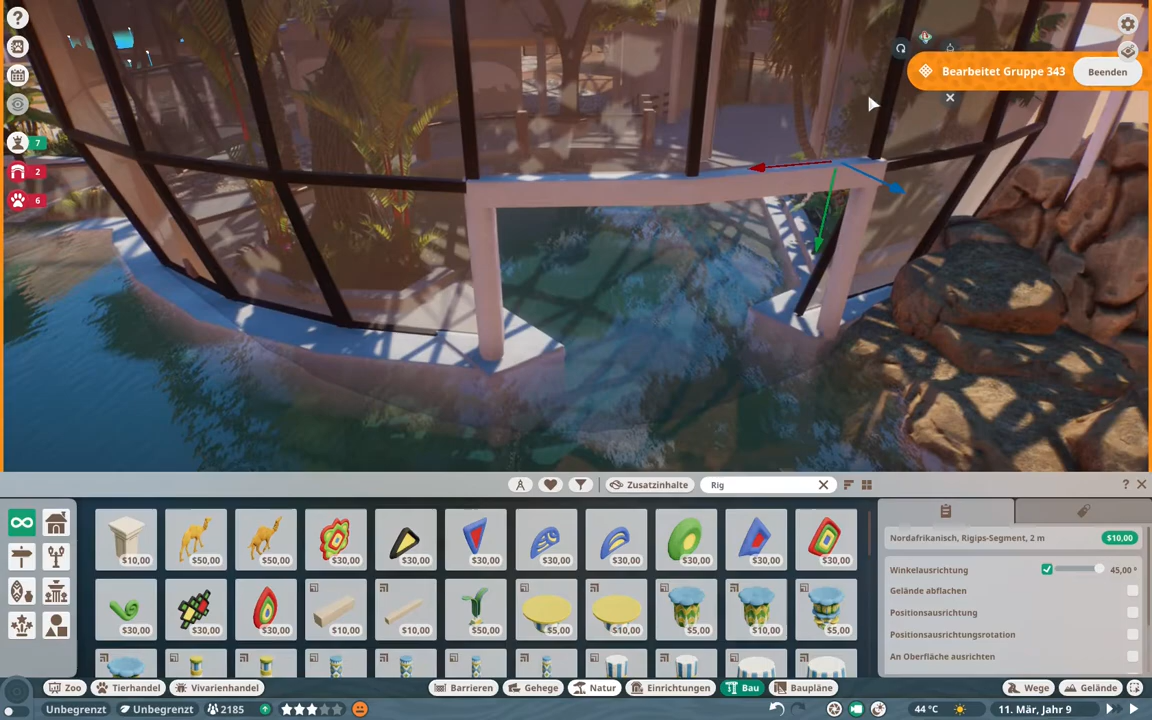 ?
Bearbeitet Gruppe 343
Beenden
7
2
6
Zusatzinhalte
Rig
?
$10,00
$50,00
$50,00
$30,00
$30,00
$30,00
$30,00
$30,00
$30,00
$30,00
$30,00
Nordafrikanisch, Rigips-Segment, 2 m
$10,00
Winkelausrichtung
45,00 °
Gelände abflachen
$30,00
$30,00
$30,00
$10,00
$10,00
$50,00
$5,00
$10,00
$5,00
$10,00
$5,00
Positionsausrichtung
Positionsausrichtungsrotation
An Oberfläche ausrichten
Zoo
Tierhandel
Vivarienhandel
Barrieren
Gehege
Natur
Einrichtungen
Bau
Baupläne
Wege
Gelände
Unbegrenzt
Unbegrenzt
2185
44 °C
11. Mär, Jahr 9